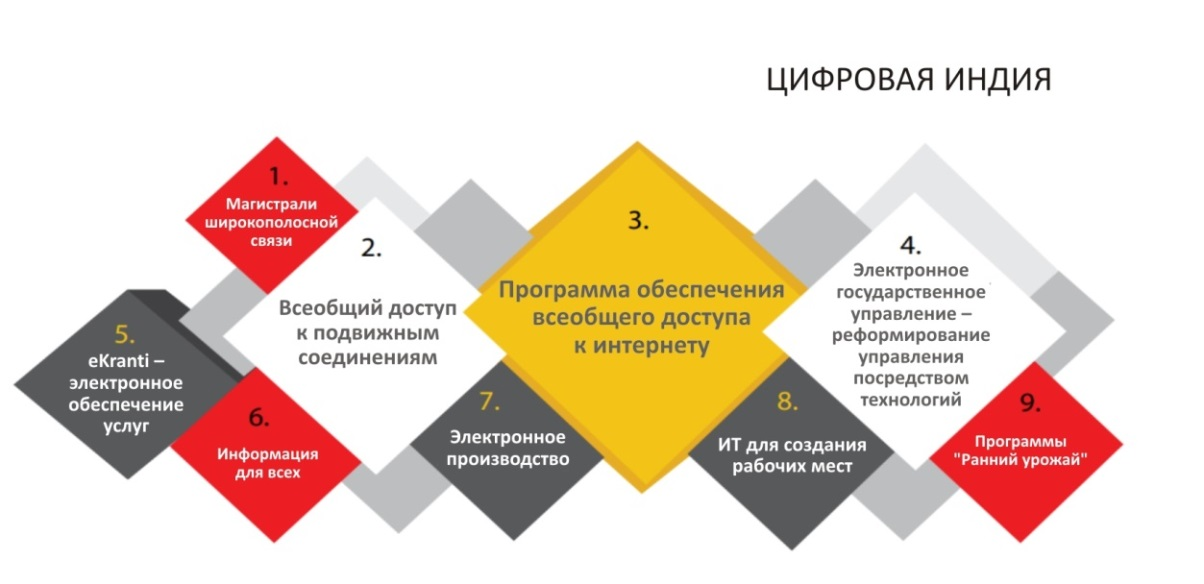 ЦИФРОВАЯ ИНДИЯ
1.
Магистрали
широкополосной
связи
2.
Всеобщий доступ
к подвижным
соединениям
3.
Программа обеспечения
всеобщего доступа
к интернету
4.
Электронное
государственное
управление –
реформирование
управления
посредством
технологий
5.
eKranti –
электронное
обеспечение
услуг
6.
Информация
для всех
7.
Электронное
производство
8.
ИТ для создания
рабочих мест
9.
Программы
"Ранний урожай"